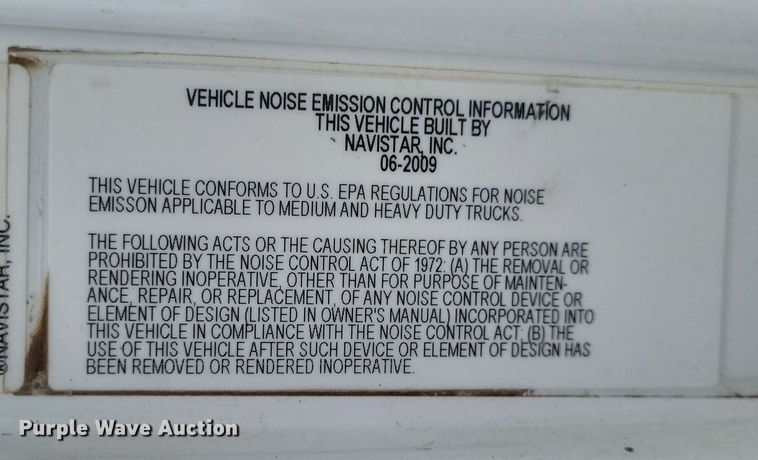 VEHICLE NOISE EMISSION CONTROL INFORMATION
THIS VEHICLE BUILT BY
NAVISTAR, INC.
06-2009
THIS VEHICLE CONFORMS TO U.S. EPA REGULATIONS FOR NOISE
EMISSON APPLICABLE TO MEDIUM AND HEAVY DUTY TRUCKS.
THE FOLLOWING ACTS OR THE CAUSING THEREOF BY ANY PERSON ARE
PROHIBITED BY THE NOISE CONTROL ACT OF 1972: (A) THE REMOVAL OR
RENDERING INOPERATIVE, OTHER THAN FOR PURPOSE OF MAINTEN-
ANCE, REPAIR, OR REPLACEMENT, OF ANY NOISE CONTROL DEVICE OR
ELEMENT OF DESIGN (LISTED IN OWNER'S MANUAL) INCORPORATED INTO
THIS VEHICLE IN COMPLIANCE WITH THE NOISE CONTROL ACT; (B) THE
USE OF THIS VEHICLE AFTER SUCH DEVICE OR ELEMENT OF DESIGN HAS
BEEN REMOVED OR RENDERED INOPERATIVE.
©NAVISTAR, INC.
Purple Wave Auction